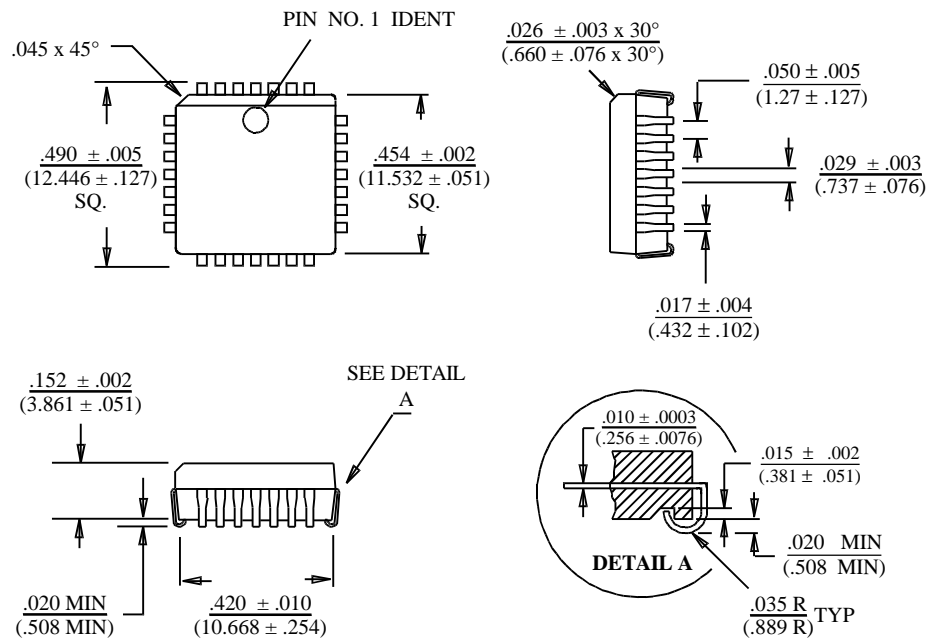 PIN NO. 1 IDENT
.045 x 45°
.490 ± .005
(12.446 ± .127)
SQ.
.454 ± .002
(11.532 ± .051)
.026 ± .003 x 30°
(.660 ± .076 x 30°)
.050 ± .005
(1.27 ± .127)
.029 ± .003
(.737 ± .076)
.017 ± .004
(.432 ± .102)
.152 ± .002
(3.861 ± .051)
SEE DETAIL
A
.020 MIN
(.508 MIN)
.420 ± .010
(10.668 ± .254)
.010 ± .0003
(.256 ± .0076)
.015 ± .002
(.381 ± .051)
.020 MIN
(.508 MIN)
DETAIL A
.035 R
(.889 R)
TYP